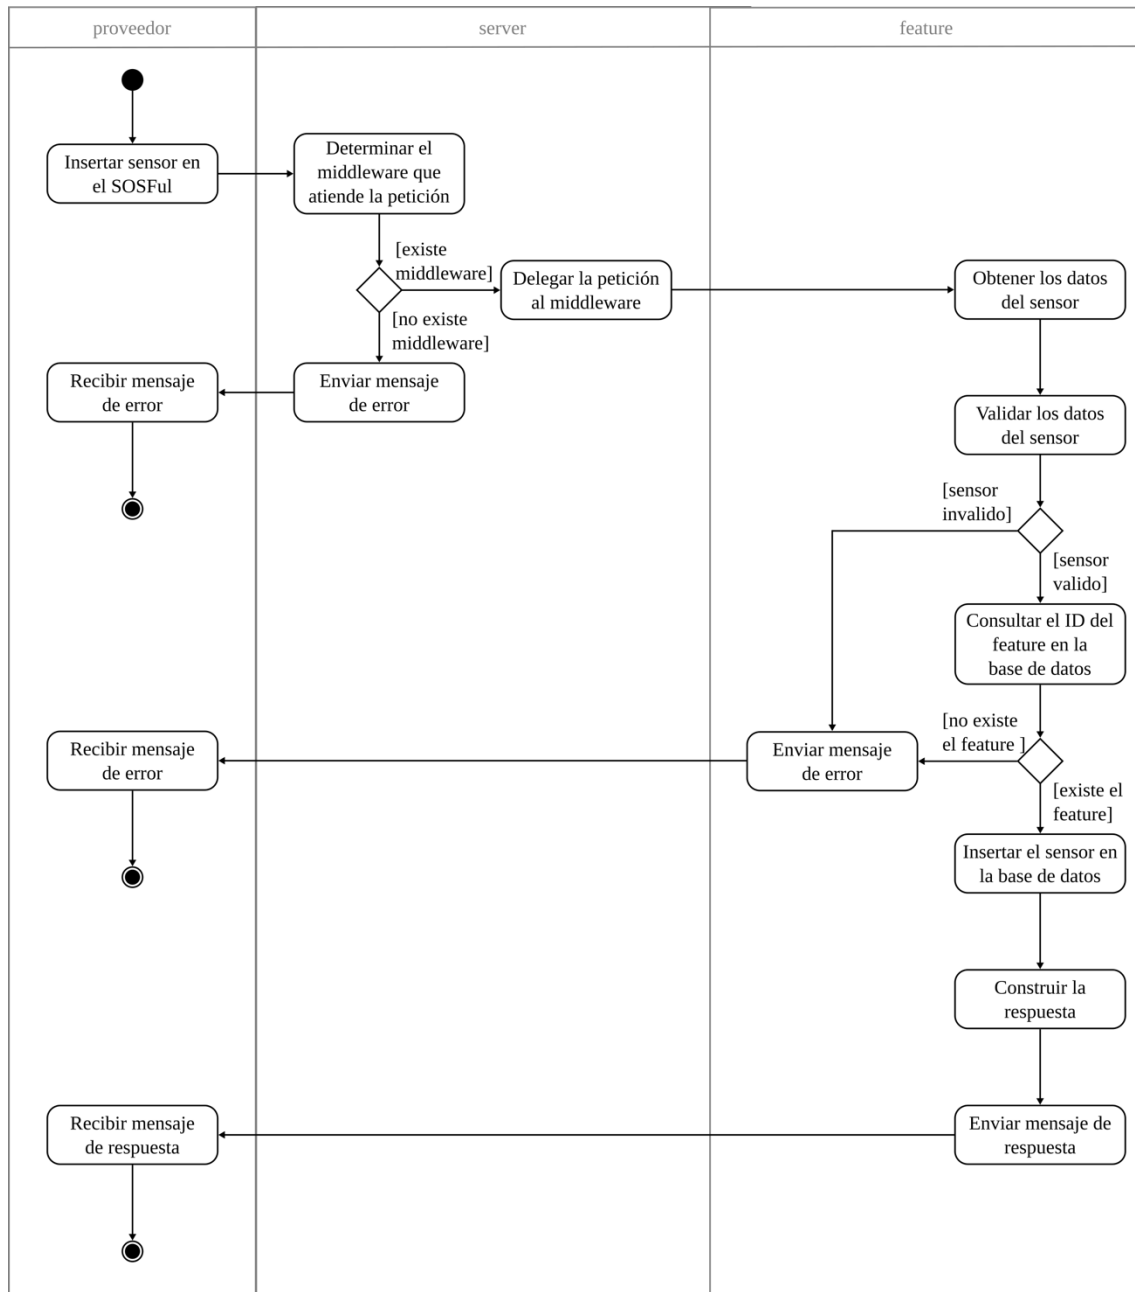 proveedor
server
feature
Insertar sensor en
el SOSFul
Determinar el
middleware que
atiende la petición
[existe
middleware]
Delegar la petición
al middleware
Obtener los datos
del sensor
[no existe
middleware]
Recibir mensaje
de error
Enviar mensaje
de error
Validar los datos
del sensor
[sensor
invalido]
[sensor
valido]
Consultar el ID del
feature en la
base de datos
[no existe
el feature ]
Recibir mensaje
de error
Enviar mensaje
de error
[existe el
feature]
Insertar el sensor en
la base de datos
Construir la
respuesta
Recibir mensaje
de respuesta
Enviar mensaje de
respuesta